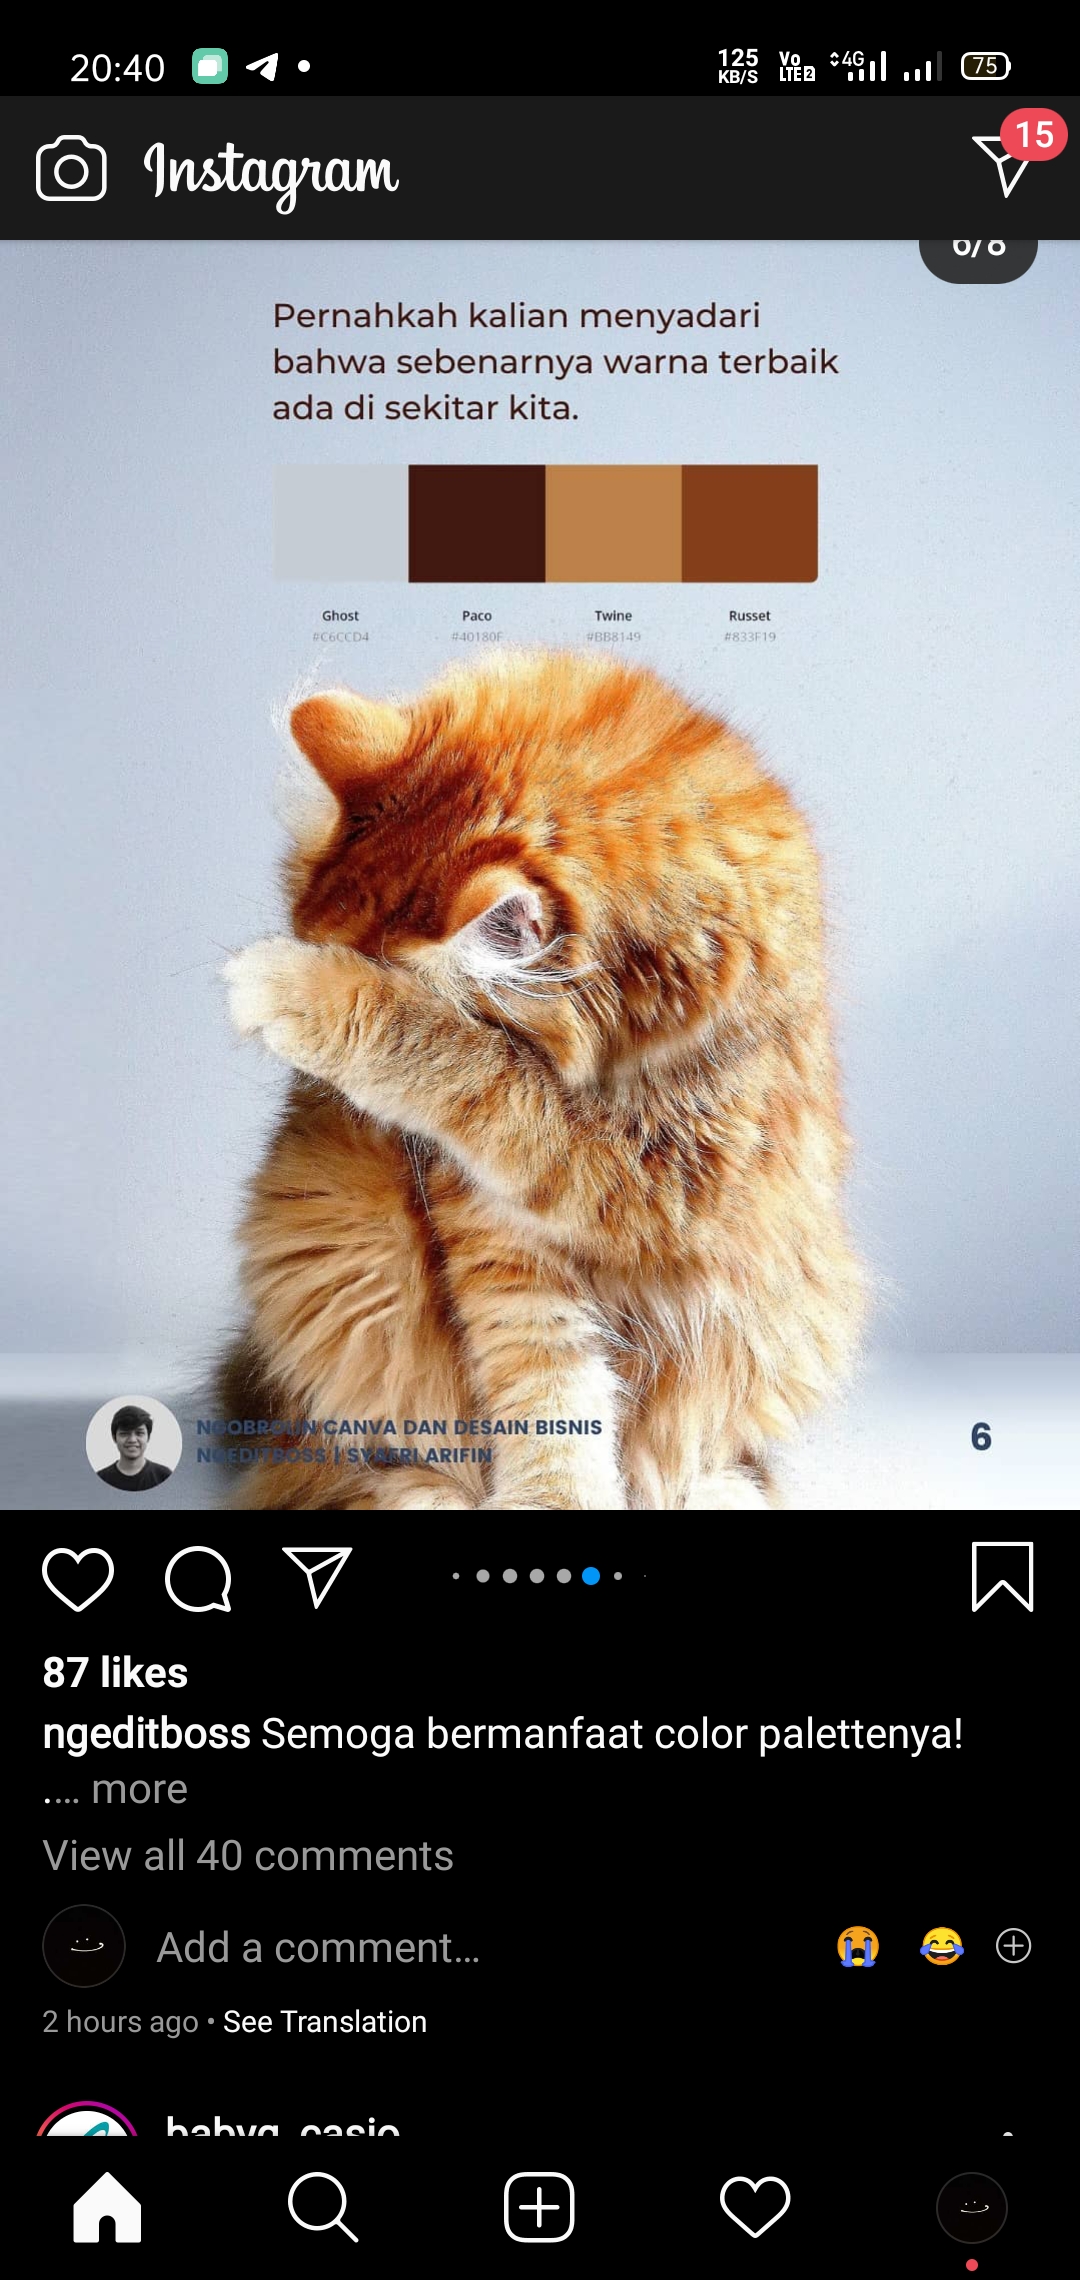 20:40
125
KB/S
Vo
LTE 2
4G
75
Instagram
15
6/8
Pernahkah kalian menyadari
bahwa sebenarnya warna terbaik
ada di sekitar kita.
Ghost Paco Twine Russet
#C6CCD4 #40180F #BB8149 #833F19
NGOBROLIN CANVA DAN DESAIN BISNIS
NGEDITBOSS | SYAFRI ARIFIN
6
87 likes
ngeditboss Semoga bermanfaat color palettenya!
.... more
View all 40 comments
Add a comment...
2 hours ago • See Translation
babyg_casio